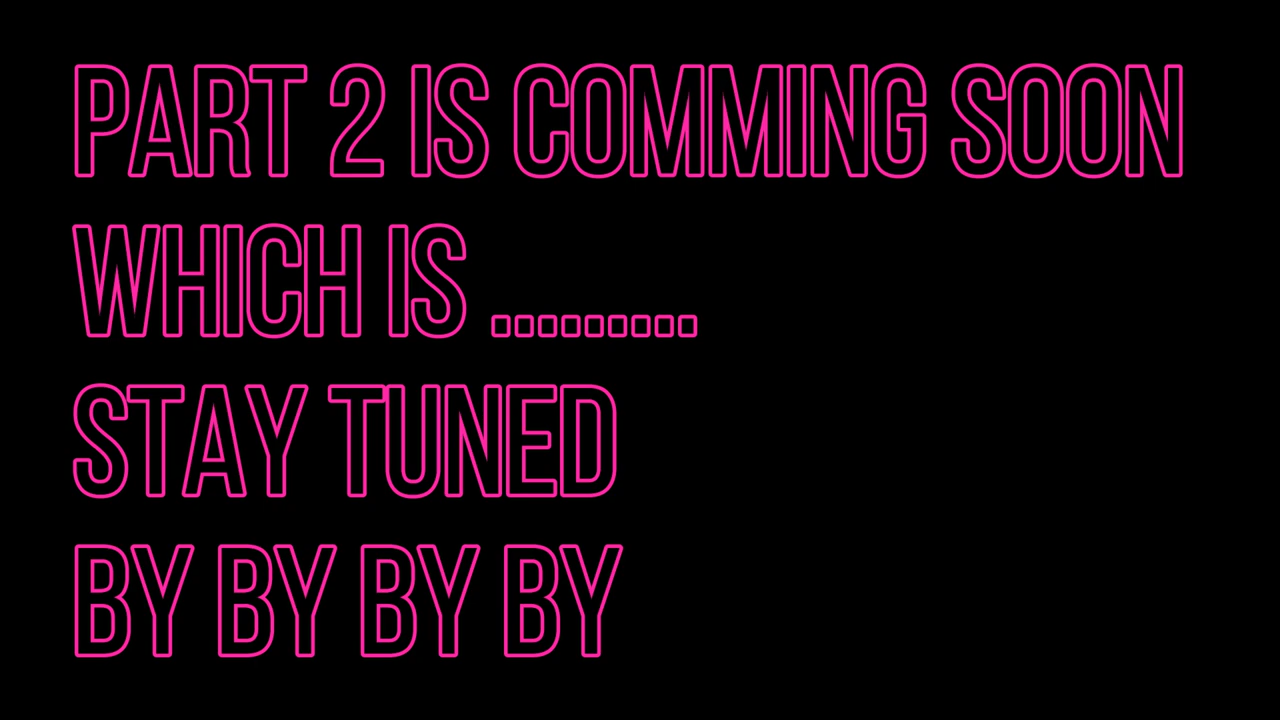 PART 2 IS COMMING SOON
WHICH IS .........
STAY TUNED
BY BY BY BY